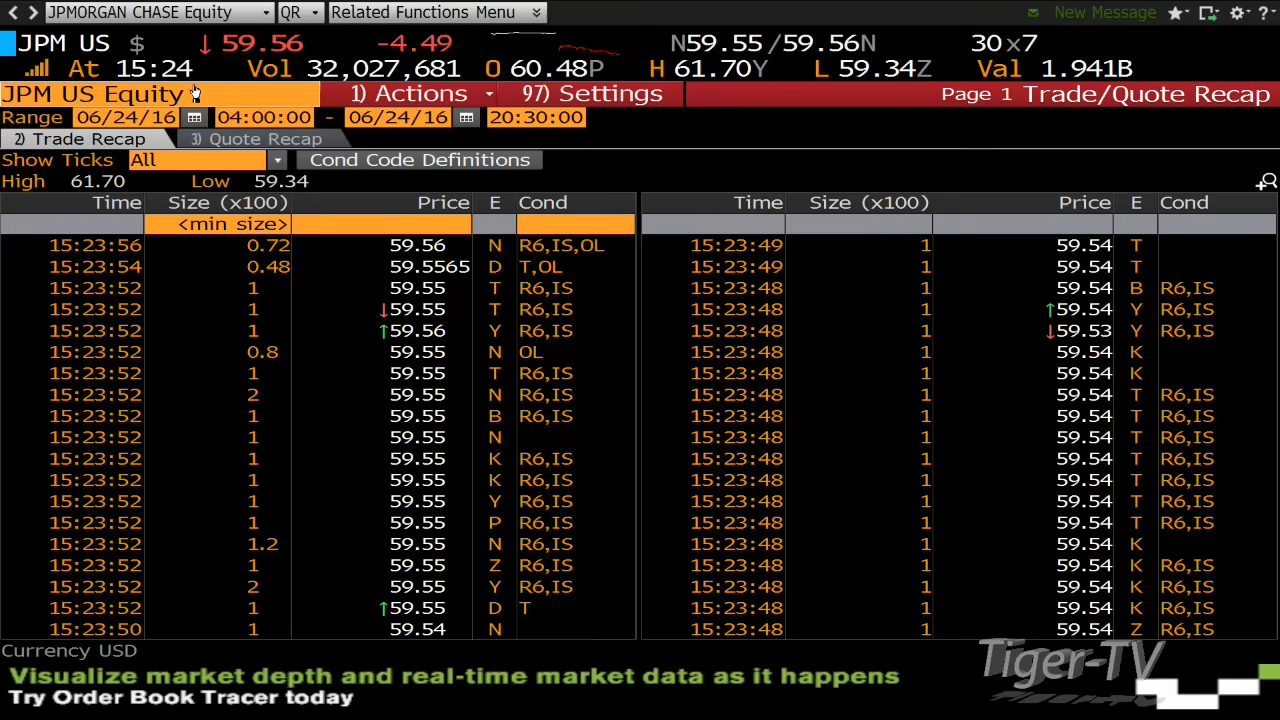 JPMORGAN CHASE Equity QR Related Functions Menu New Message ?
JPM US $ ↓ 59.56 -4.49 N59.55 /59.56N 30x7
At 15:24 Vol 32,027,681 O 60.48P H 61.70Y L 59.34Z Val 1.941B
JPM US Equity 1) Actions 97) Settings Page 1 Trade/Quote Recap
Range 06/24/16 04:00:00 - 06/24/16 20:30:00
2) Trade Recap 3) Quote Recap
Show Ticks All Cond Code Definitions
High 61.70 Low 59.34
Time Size (x100) Price E Cond Time Size (x100) Price E Cond
<min size>
15:23:56 0.72 59.56 N R6,IS,OL 15:23:49 1 59.54 T
15:23:54 0.48 59.5565 D T,OL 15:23:49 1 59.54 T
15:23:52 1 59.55 T R6,IS 15:23:48 1 59.54 B R6,IS
15:23:52 1 ↓59.55 T R6,IS 15:23:48 1 ↑59.54 Y R6,IS
15:23:52 1 ↑59.56 Y R6,IS 15:23:48 1 ↓59.53 Y R6,IS
15:23:52 0.8 59.55 N OL 15:23:48 1 59.54 K
15:23:52 1 59.55 T R6,IS 15:23:48 1 59.54 K
15:23:52 2 59.55 N R6,IS 15:23:48 1 59.54 T R6,IS
15:23:52 1 59.55 B R6,IS 15:23:48 1 59.54 T R6,IS
15:23:52 1 59.55 N 15:23:48 1 59.54 T R6,IS
15:23:52 1 59.55 K R6,IS 15:23:48 1 59.54 T R6,IS
15:23:52 1 59.55 K R6,IS 15:23:48 1 59.54 T R6,IS
15:23:52 1 59.55 Y R6,IS 15:23:48 1 59.54 T R6,IS
15:23:52 1 59.55 P R6,IS 15:23:48 1 59.54 T R6,IS
15:23:52 1.2 59.55 N R6,IS 15:23:48 1 59.54 K
15:23:52 1 59.55 Z R6,IS 15:23:48 1 59.54 K R6,IS
15:23:52 2 59.55 Y R6,IS 15:23:48 1 59.54 K R6,IS
15:23:52 1 ↑59.55 D T 15:23:48 1 59.54 K R6,IS
15:23:50 1 59.54 N 15:23:48 1 59.54 Z R6,IS
Currency USD
Visualize market depth and real-time market data as it happens
Try Order Book Tracer today
Tiger-TV